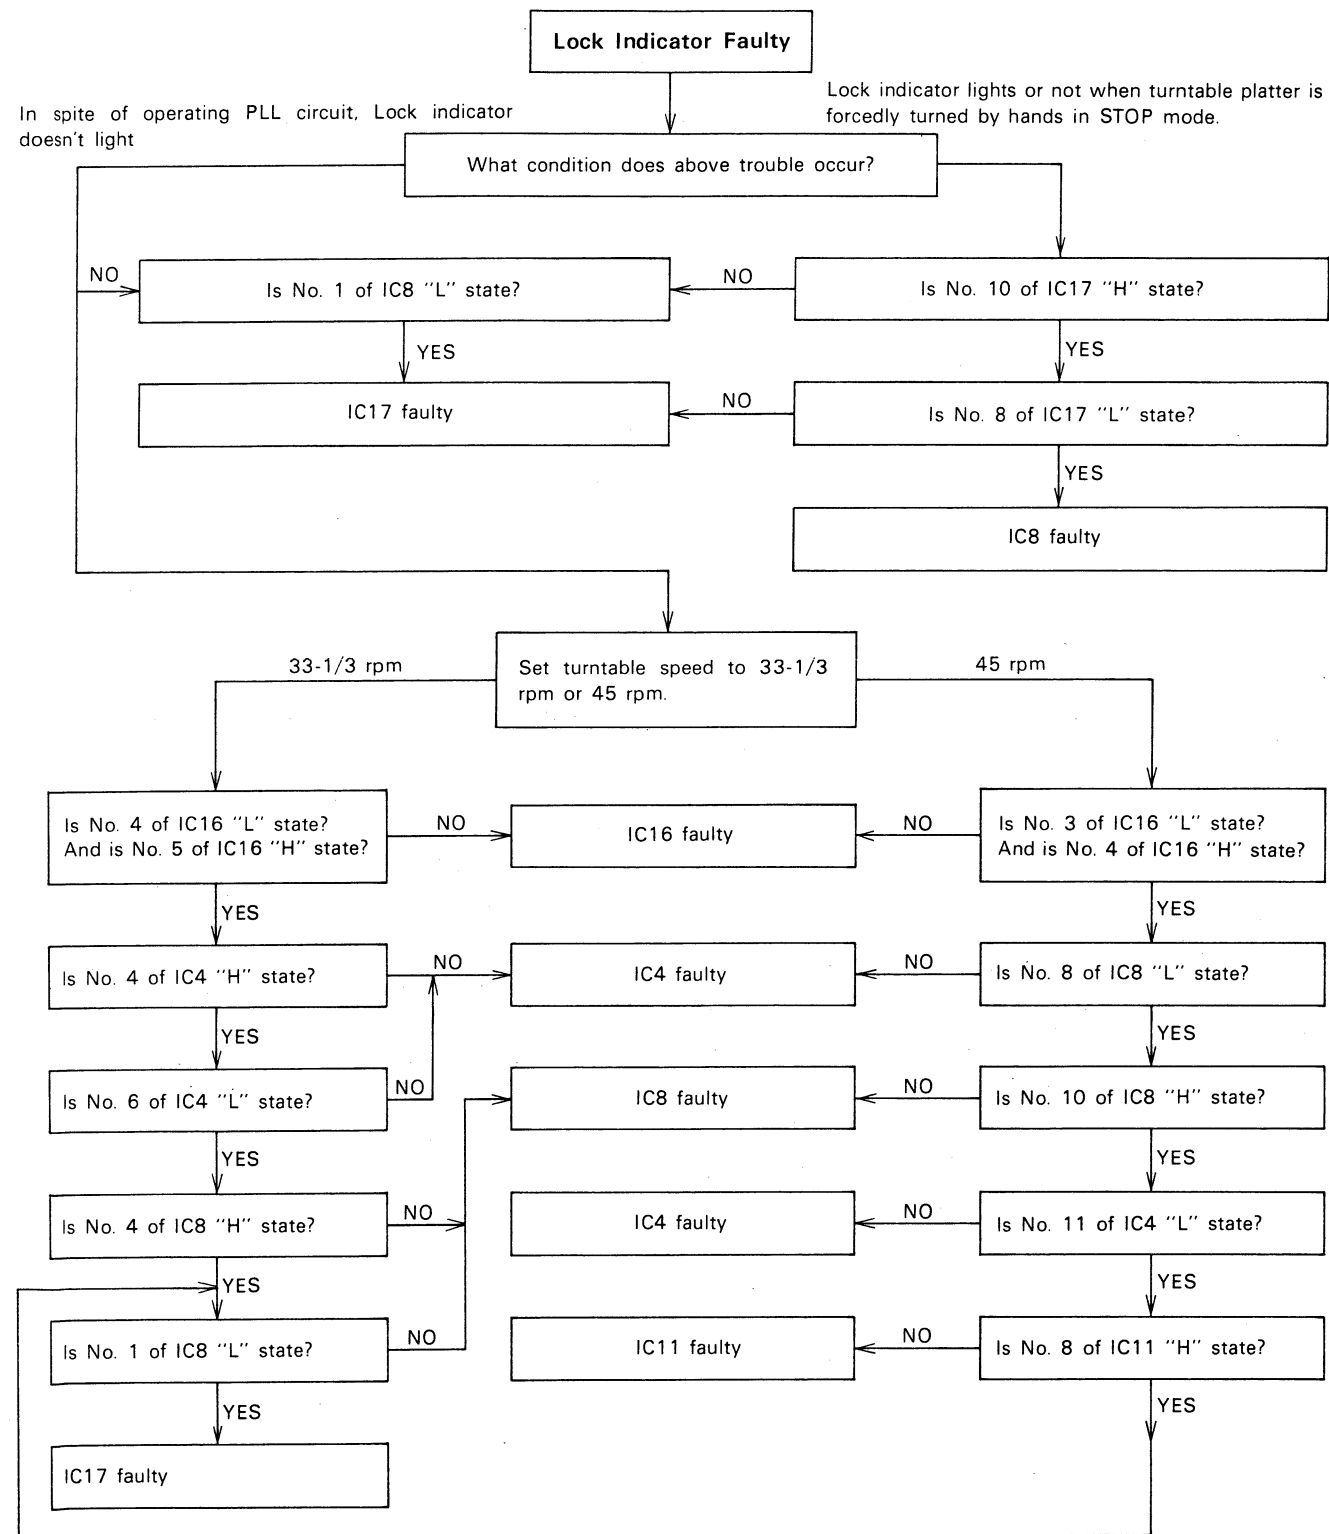 Lock Indicator Faulty
In spite of operating PLL circuit, Lock indicator
doesn't light
Lock indicator lights or not when turntable platter is
forcedly turned by hands in STOP mode.
What condition does above trouble occur?
NO
Is No. 1 of IC8 "L" state?
NO
Is No. 10 of IC17 "H" state?
YES
YES
IC17 faulty
NO
Is No. 8 of IC17 "L" state?
YES
IC8 faulty
33-1/3 rpm
Set turntable speed to 33-1/3
rpm or 45 rpm.
45 rpm
Is No. 4 of IC16 "L" state?
And is No. 5 of IC16 "H" state?
NO
IC16 faulty
NO
Is No. 3 of IC16 "L" state?
And is No. 4 of IC16 "H" state?
YES
YES
Is No. 4 of IC4 "H" state?
NO
IC4 faulty
NO
Is No. 8 of IC8 "L" state?
YES
YES
Is No. 6 of IC4 "L" state?
NO
IC8 faulty
NO
Is No. 10 of IC8 "H" state?
YES
YES
Is No. 4 of IC8 "H" state?
NO
IC4 faulty
NO
Is No. 11 of IC4 "L" state?
YES
YES
Is No. 1 of IC8 "L" state?
NO
IC11 faulty
NO
Is No. 8 of IC11 "H" state?
YES
YES
IC17 faulty